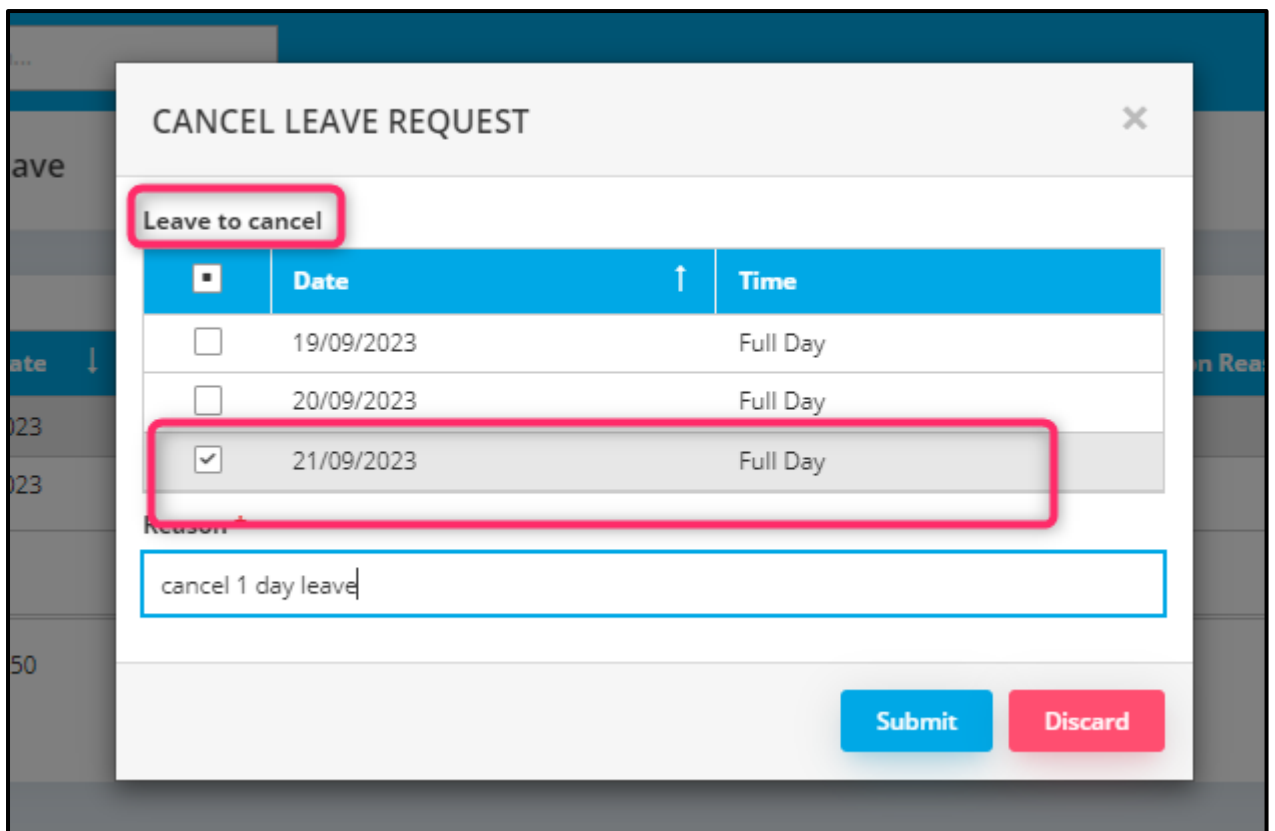 ...
CANCEL LEAVE REQUEST ×
ave
Leave to cancel
Date ↑ Time
19/09/2023 Full Day
ate ↓
20/09/2023 Full Day
023
21/09/2023 Full Day
023
Reason *
cancel 1 day leave
50
Submit Discard